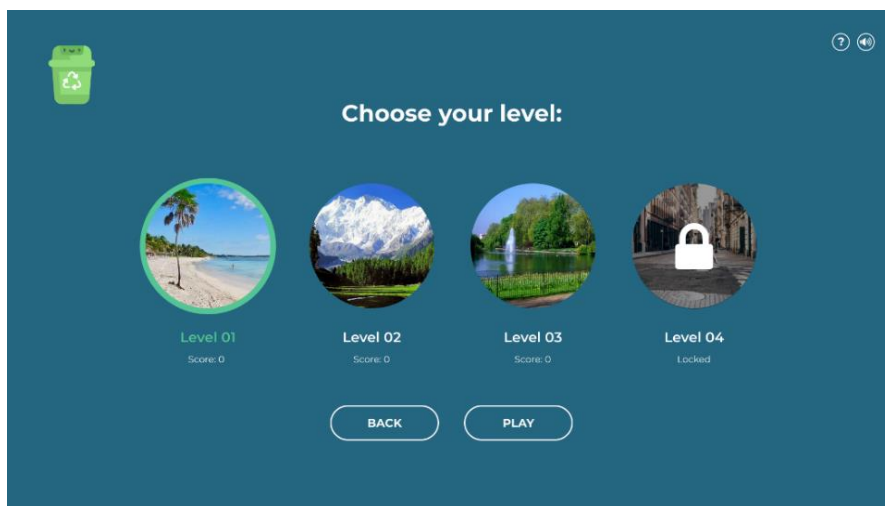 ?
Choose your level:
Level 01
Score: 0
Level 02
Score: 0
Level 03
Score: 0
Level 04
Locked
BACK
PLAY